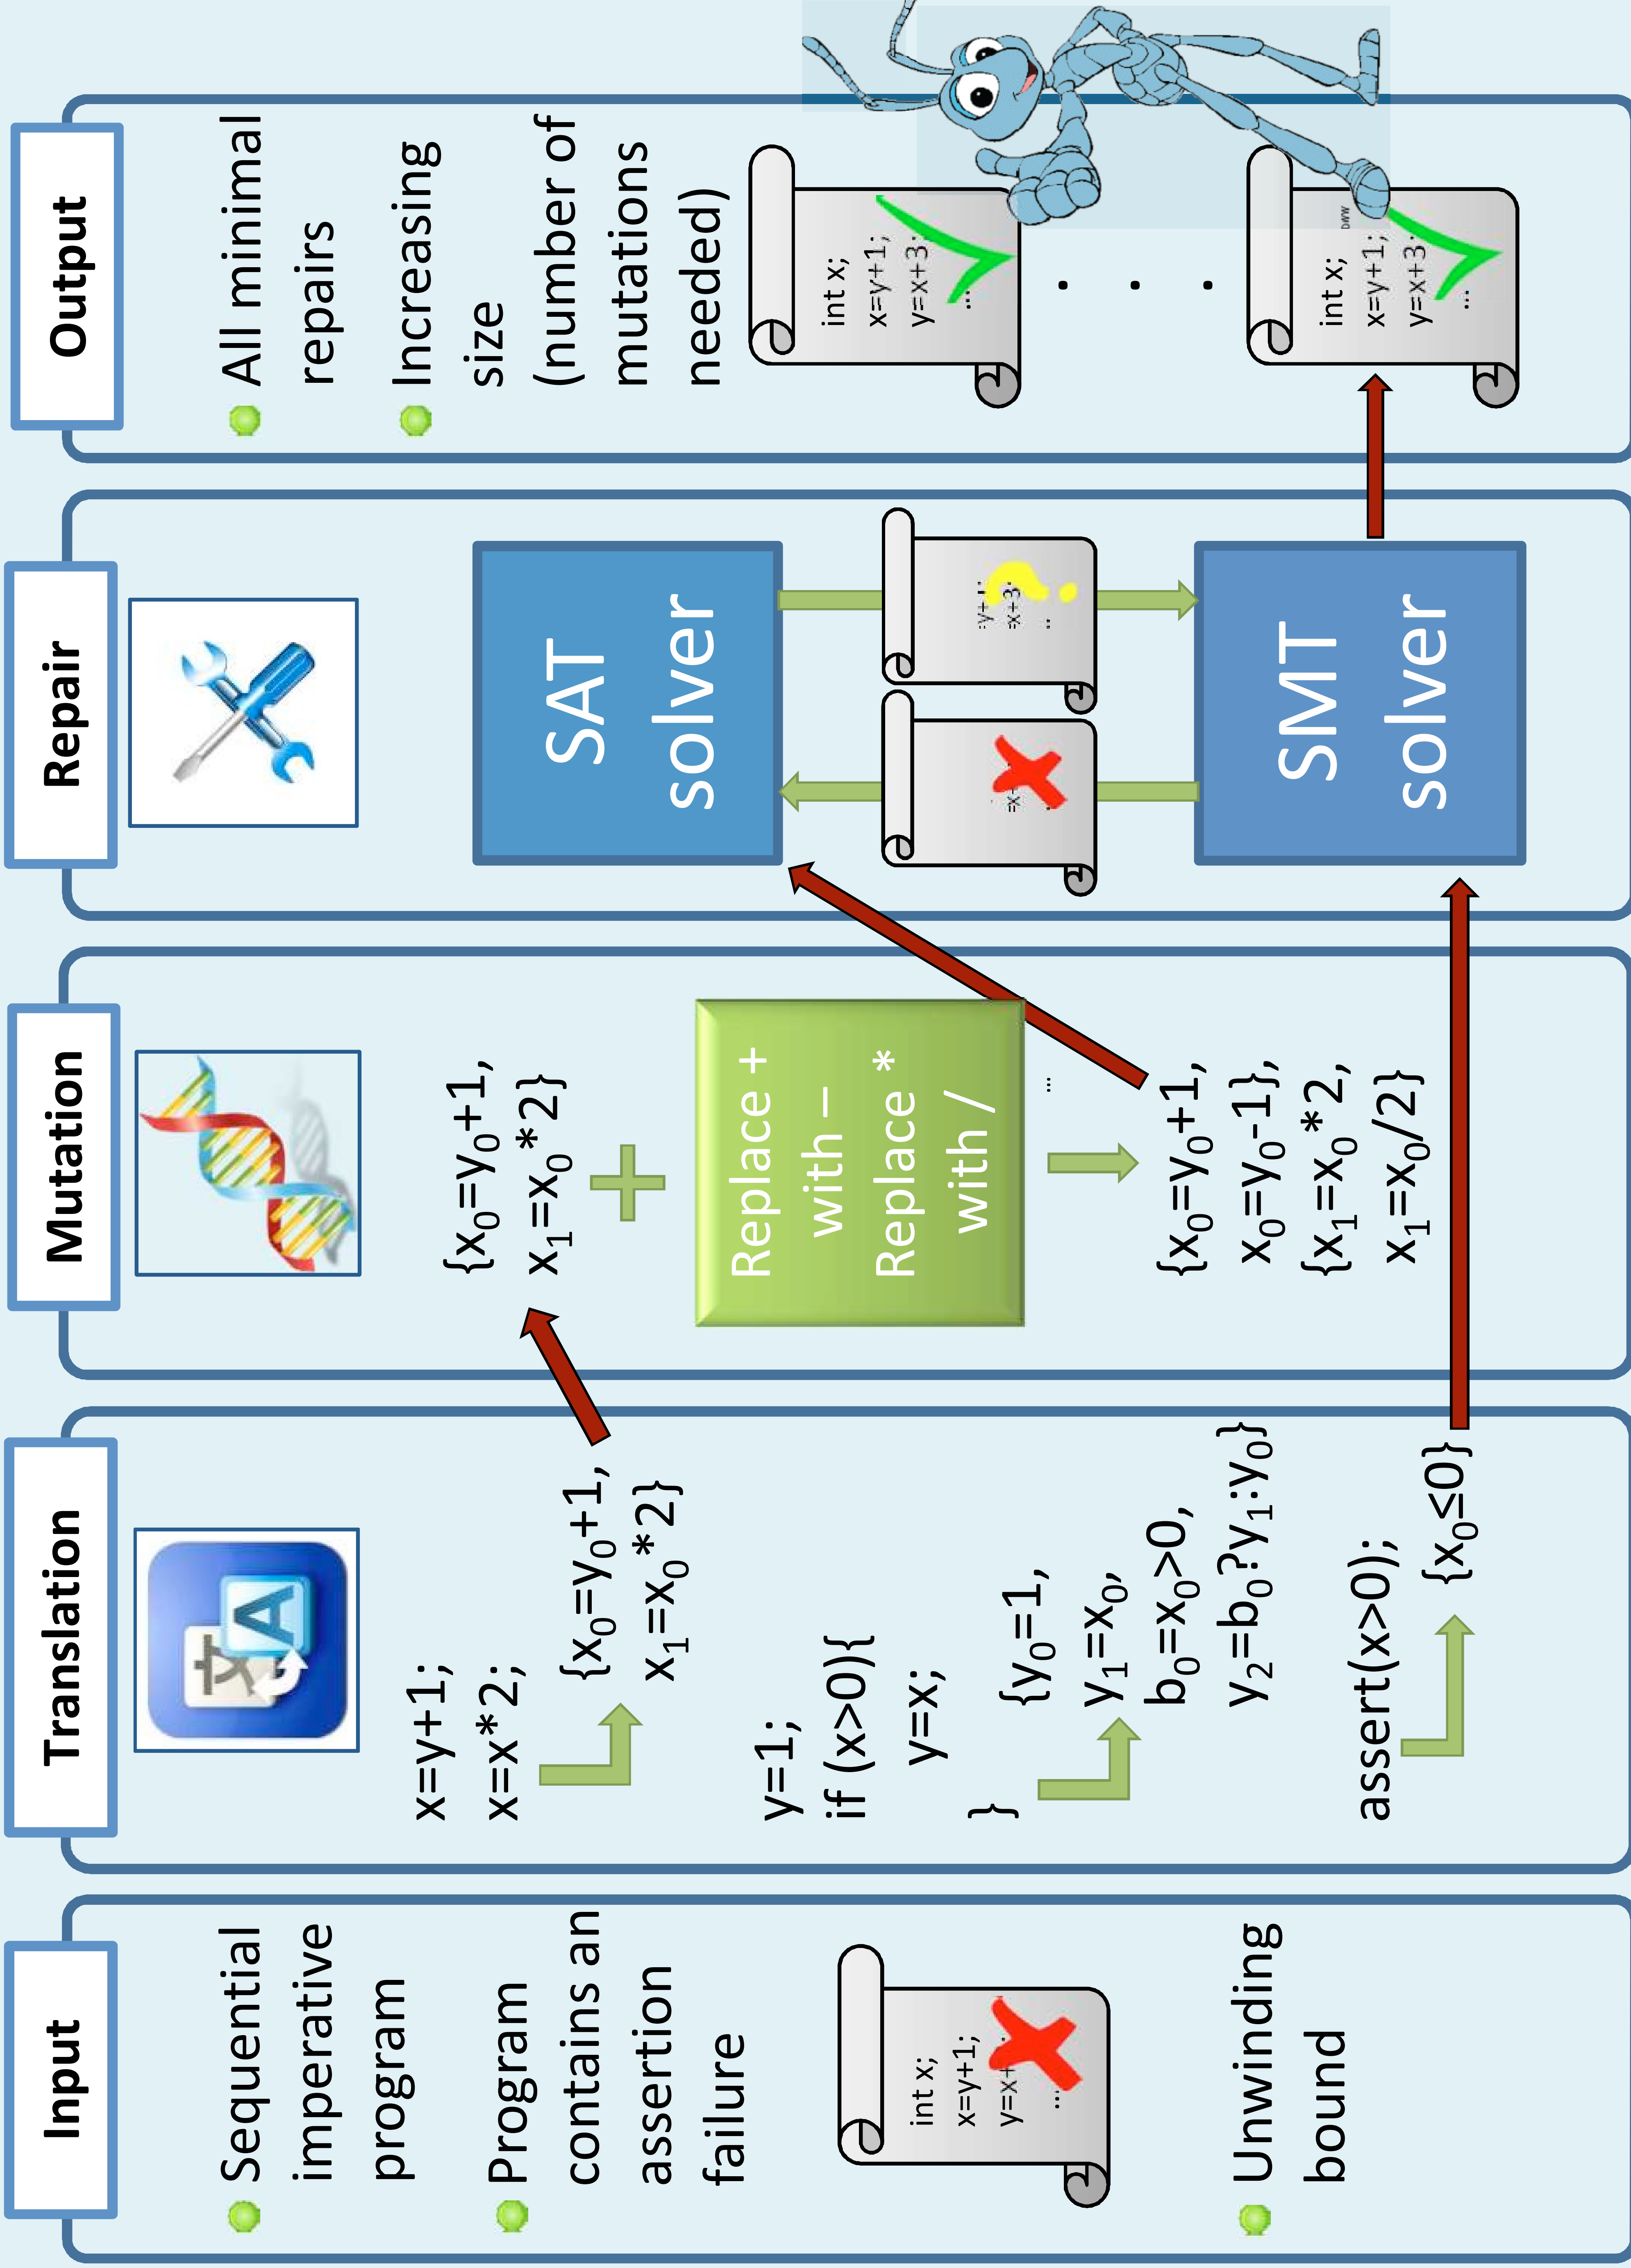 Input
Sequential
imperative
program
Program
contains an
assertion
failure
int x;
x=y+1;
y=x+
...
Unwinding
bound
Translation
文
A
x=y+1;
x=x*2;
{x₀=y₀+1,
x₁=x₀*2}
y=1;
if (x>0){
y=x;
}
{y₀=1,
y₁=x₀,
b₀=x₀>0,
y₂=b₀?y₁:y₀}
assert(x>0);
{x₀≤0}
Mutation
{x₀=y₀+1,
x₁=x₀*2}
Replace +
with –
Replace *
with /
...
{x₀=y₀+1,
x₀=y₀-1},
{x₁=x₀*2,
x₁=x₀/2}
Repair
SAT
solver
=x+
=x+3
..
SMT
solver
Output
All minimal
repairs
Increasing
size
(number of
mutations
needed)
int x;
x=y+1;
y=x+3;
...
.
.
.
int x;
x=y+1;
y=x+3;
...